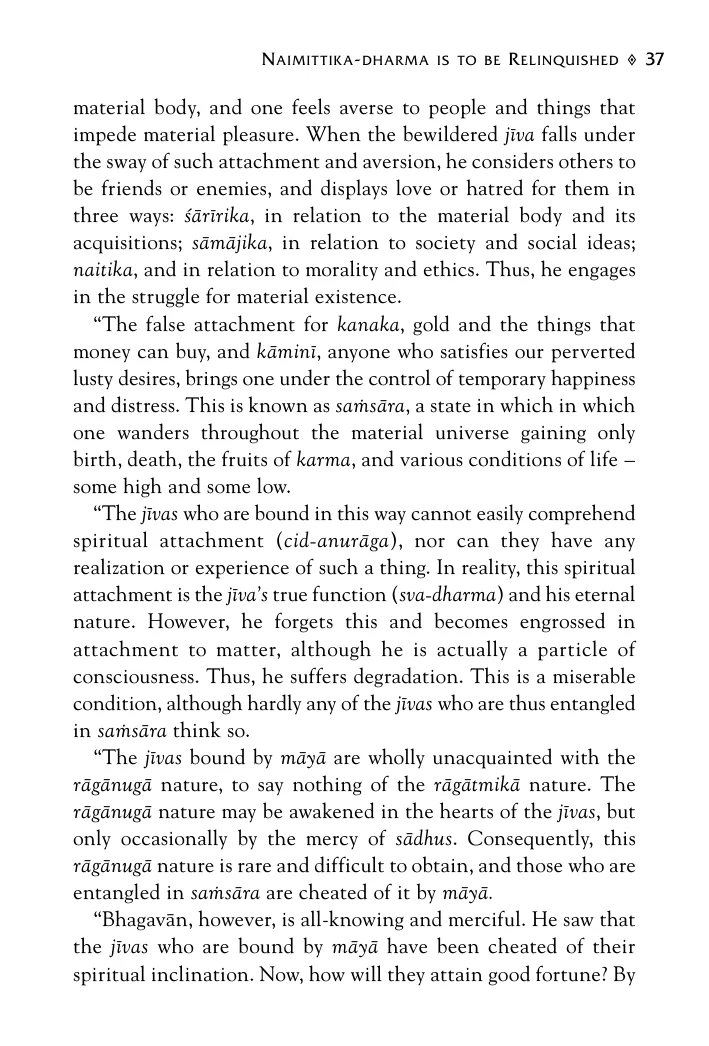 Naimittika-dharma is to be Relinquished ◊ 37
material body, and one feels averse to people and things that
impede material pleasure. When the bewildered jīva falls under
the sway of such attachment and aversion, he considers others to
be friends or enemies, and displays love or hatred for them in
three ways: śārīrika, in relation to the material body and its
acquisitions; sāmājika, in relation to society and social ideas;
naitika, and in relation to morality and ethics. Thus, he engages
in the struggle for material existence.
“The false attachment for kanaka, gold and the things that
money can buy, and kāminī, anyone who satisfies our perverted
lusty desires, brings one under the control of temporary happiness
and distress. This is known as saṁsāra, a state in which in which
one wanders throughout the material universe gaining only
birth, death, the fruits of karma, and various conditions of life –
some high and some low.
“The jīvas who are bound in this way cannot easily comprehend
spiritual attachment (cid-anurāga), nor can they have any
realization or experience of such a thing. In reality, this spiritual
attachment is the jīva’s true function (sva-dharma) and his eternal
nature. However, he forgets this and becomes engrossed in
attachment to matter, although he is actually a particle of
consciousness. Thus, he suffers degradation. This is a miserable
condition, although hardly any of the jīvas who are thus entangled
in saṁsāra think so.
“The jīvas bound by māyā are wholly unacquainted with the
rāgānugā nature, to say nothing of the rāgātmikā nature. The
rāgānugā nature may be awakened in the hearts of the jīvas, but
only occasionally by the mercy of sādhus. Consequently, this
rāgānugā nature is rare and difficult to obtain, and those who are
entangled in saṁsāra are cheated of it by māyā.
“Bhagavān, however, is all-knowing and merciful. He saw that
the jīvas who are bound by māyā have been cheated of their
spiritual inclination. Now, how will they attain good fortune? By